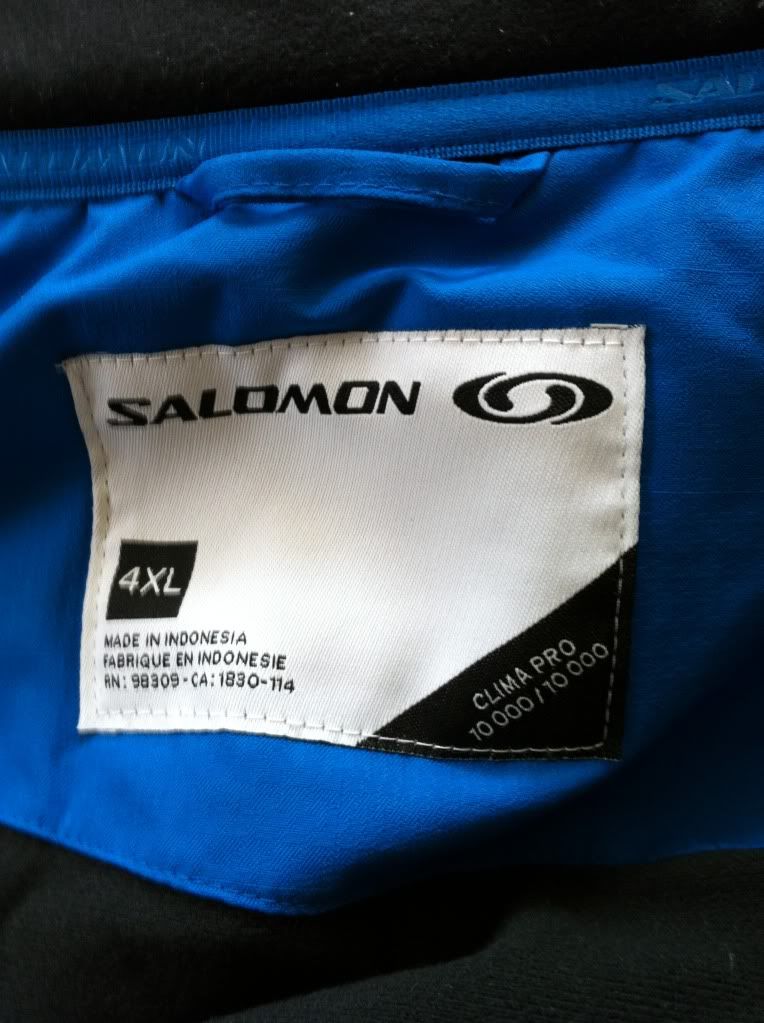 SALOMON
4XL
MADE IN INDONESIA
FABRIQUE EN INDONESIE
RN: 98309 - CA: 1830-114
CLIMA PRO
10 000 / 10 000